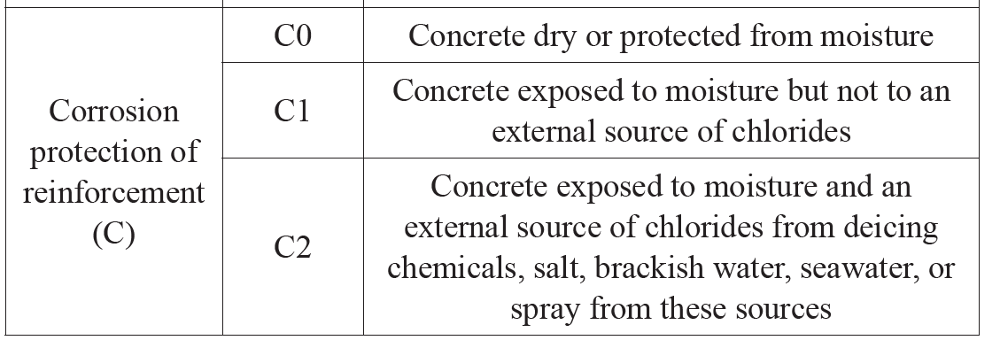 Corrosion
protection of
reinforcement
(C)
C0
Concrete dry or protected from moisture
C1
Concrete exposed to moisture but not to an
external source of chlorides
C2
Concrete exposed to moisture and an
external source of chlorides from deicing
chemicals, salt, brackish water, seawater, or
spray from these sources